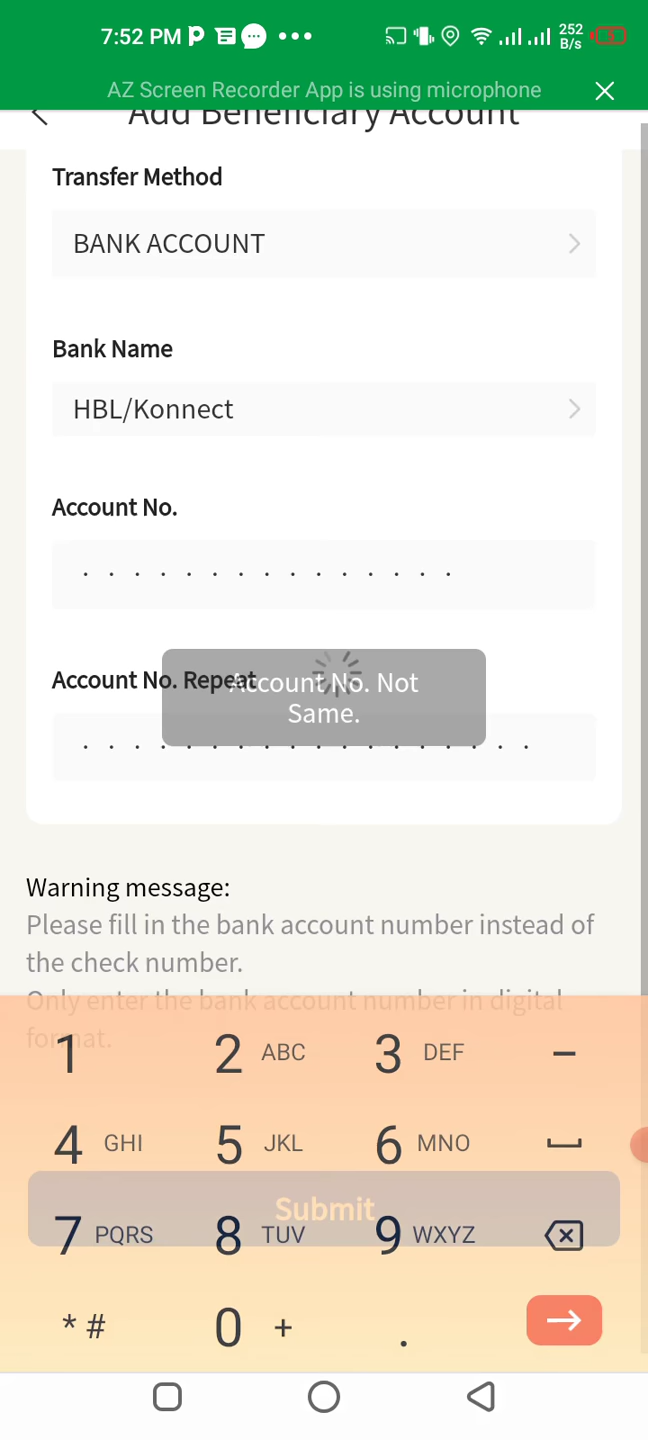 7:52 PM
252
B/s
5
AZ Screen Recorder App is using microphone
Add Beneficiary Account
Transfer Method
BANK ACCOUNT
Bank Name
HBL/Konnect
Account No.
. . . . . . . . . . . . . . .
Account No. Repeat
Account No. Not
Same.
. . . . . . . . . . . . . . . . . .
Warning message:
Please fill in the bank account number instead of
the check number.
Only enter the bank account number in digital
format.
1 2 ABC 3 DEF –
4 GHI 5 JKL 6 MNO
Submit
7 PQRS 8 TUV 9 WXYZ
* # 0 + .